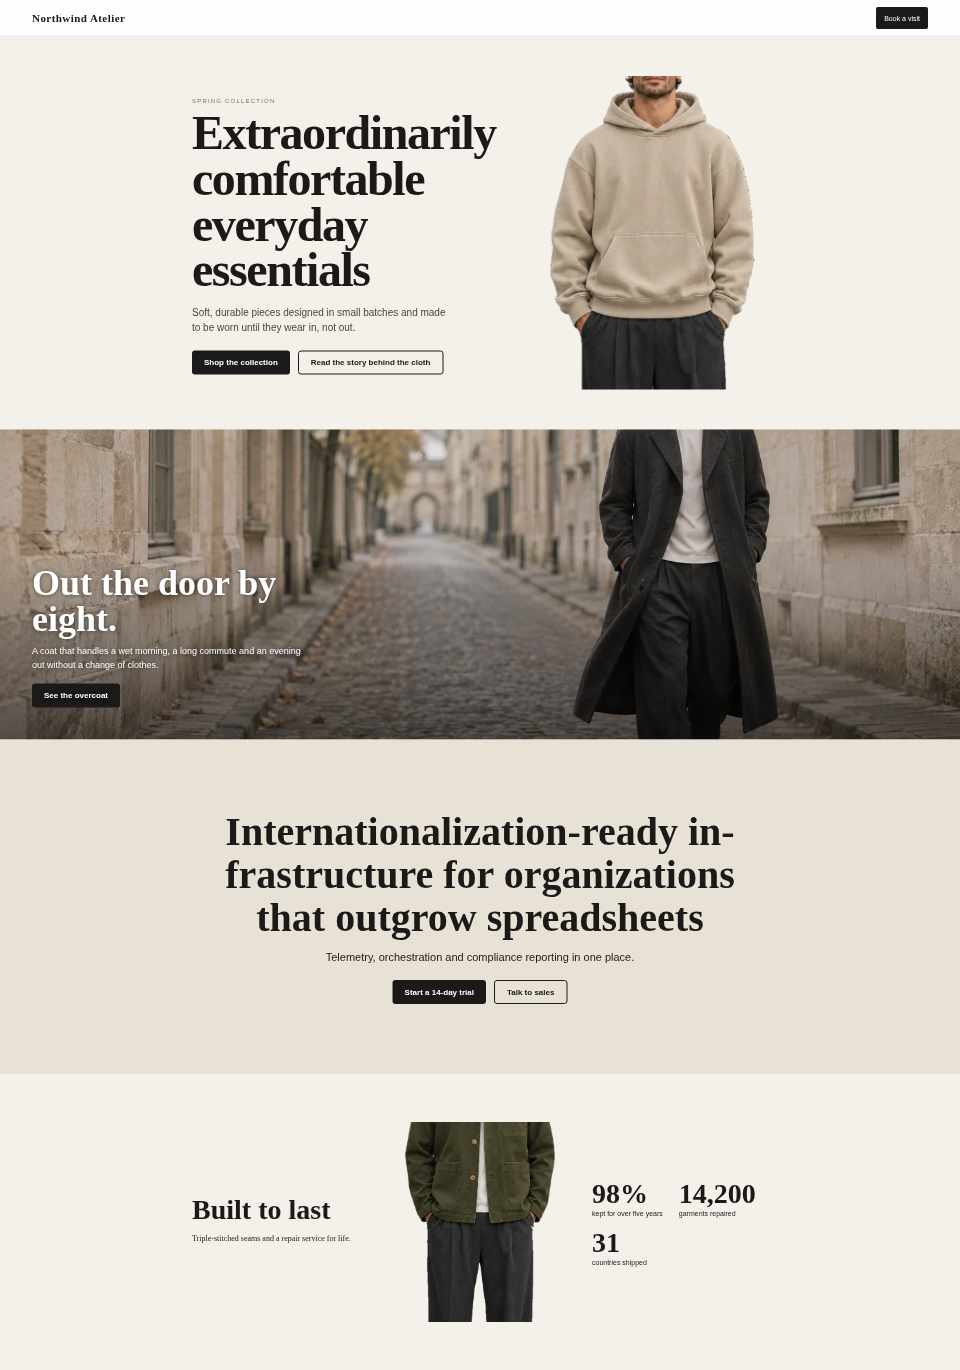 Northwind Atelier
Book a visit
SPRING COLLECTION
Extraordinarily
comfortable
everyday
essentials
Soft, durable pieces designed in small batches and made
to be worn until they wear in, not out.
Shop the collection
Read the story behind the cloth
Out the door by
eight.
A coat that handles a wet morning, a long commute and an evening
out without a change of clothes.
See the overcoat
Internationalization-ready in-
frastructure for organizations
that outgrow spreadsheets
Telemetry, orchestration and compliance reporting in one place.
Start a 14-day trial
Talk to sales
Built to last
Triple-stitched seams and a repair service for life.
98%
kept for over five years
14,200
garments repaired
31
countries shipped